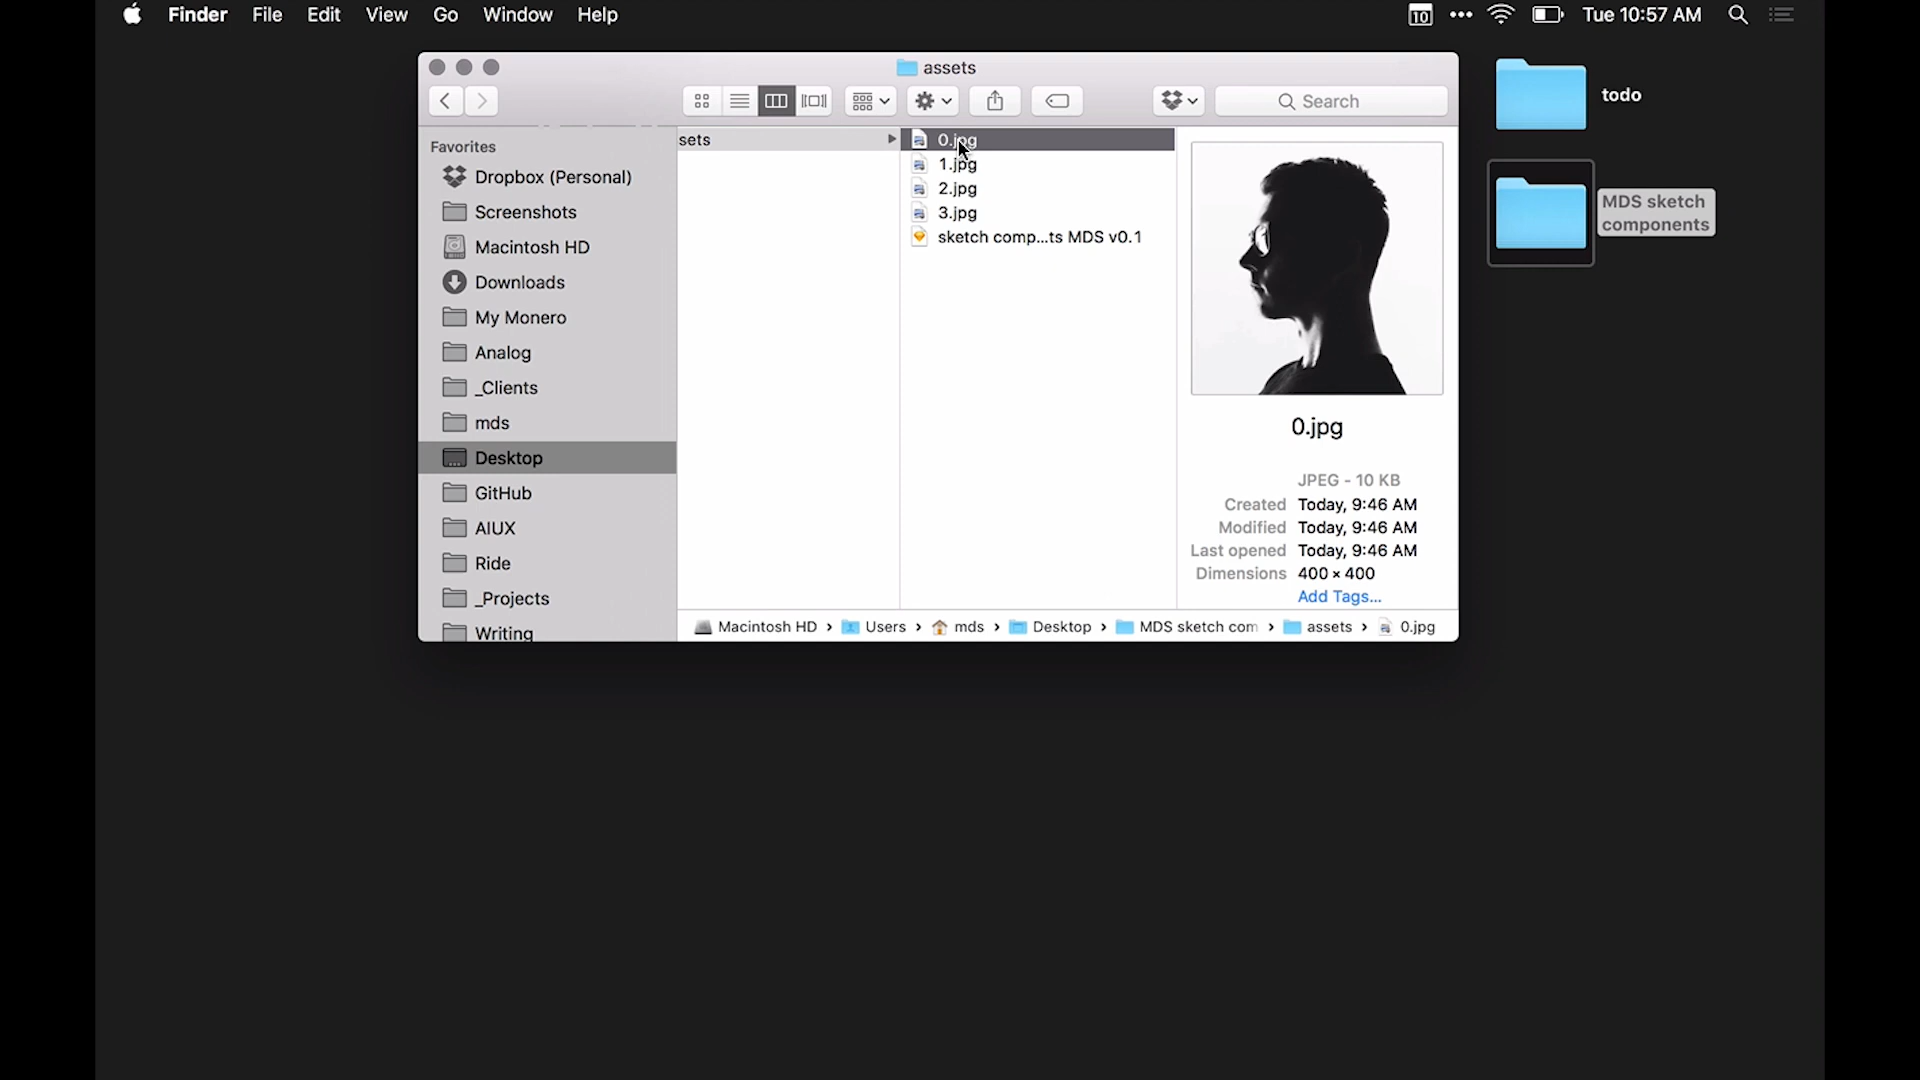 Finder File Edit View Go Window Help
10 Tue 10:57 AM
assets
Search
Favorites
Dropbox (Personal)
Screenshots
Macintosh HD
Downloads
My Monero
Analog
_Clients
mds
Desktop
GitHub
AIUX
Ride
_Projects
Writing
sets
0.jpg
1.jpg
2.jpg
3.jpg
sketch comp...ts MDS v0.1
0.jpg
JPEG - 10 KB
Created Today, 9:46 AM
Modified Today, 9:46 AM
Last opened Today, 9:46 AM
Dimensions 400 × 400
Add Tags...
Macintosh HD › Users › mds › Desktop › MDS sketch com › assets › 0.jpg
todo
MDS sketch
components